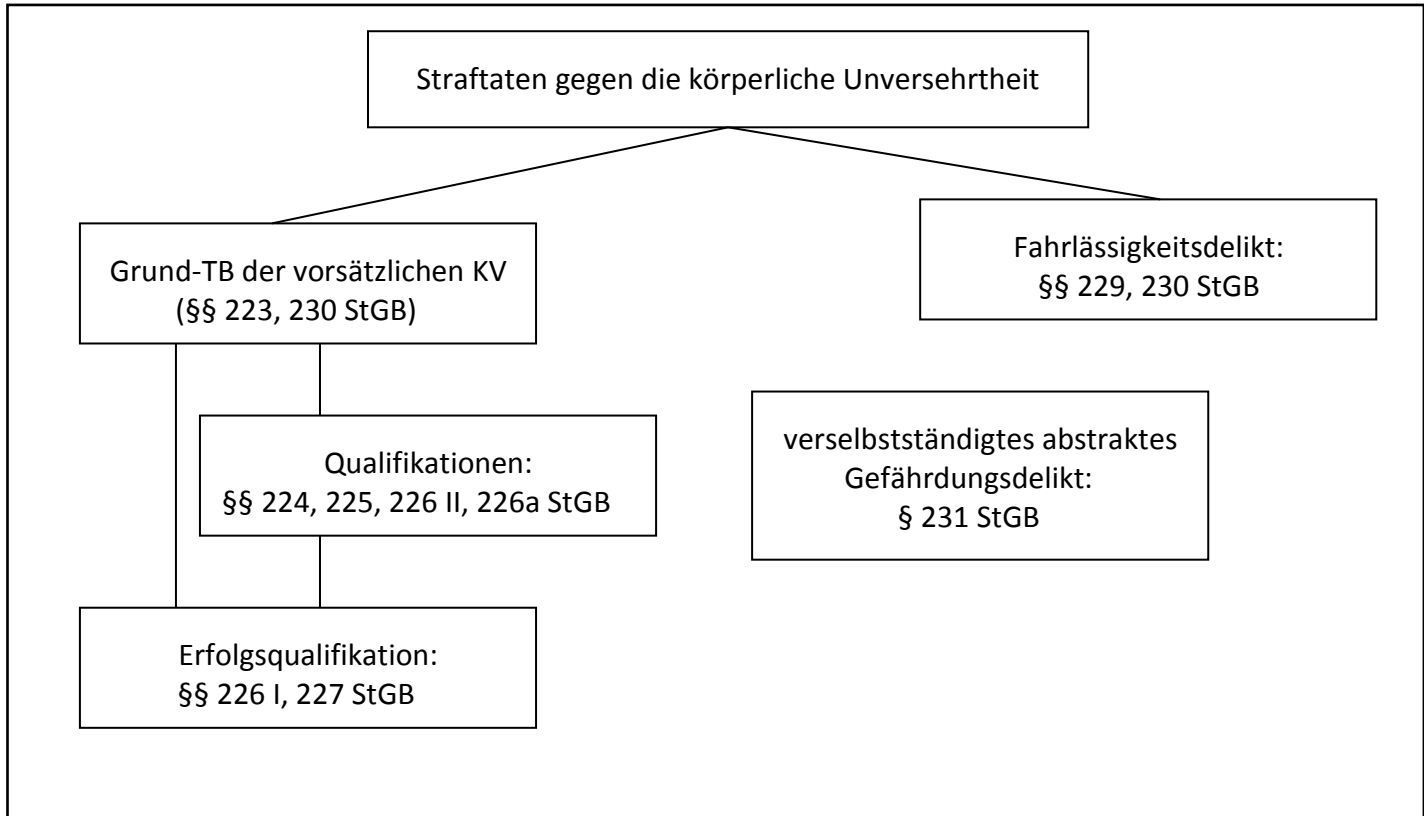 Straftaten gegen die körperliche Unversehrtheit
Grund-TB der vorsätzlichen KV
(§§ 223, 230 StGB)
Fahrlässigkeitsdelikt:
§§ 229, 230 StGB
Qualifikationen:
§§ 224, 225, 226 II, 226a StGB
verselbstständigtes abstraktes
Gefährdungsdelikt:
§ 231 StGB
Erfolgsqualifikation:
§§ 226 I, 227 StGB